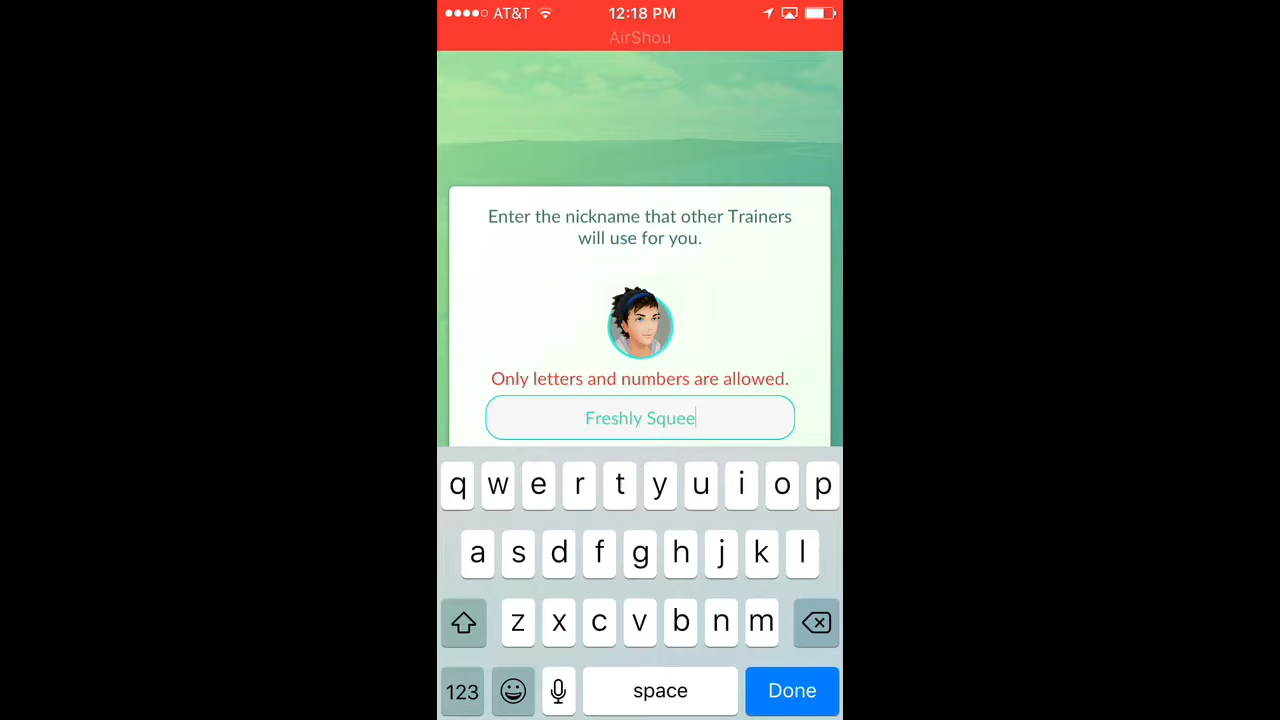 AT&T 12:18 PM
AirShou
Enter the nickname that other Trainers
will use for you.
Only letters and numbers are allowed.
Freshly Squee
q w e r t y u i o p
a s d f g h j k l
z x c v b n m
123 space Done